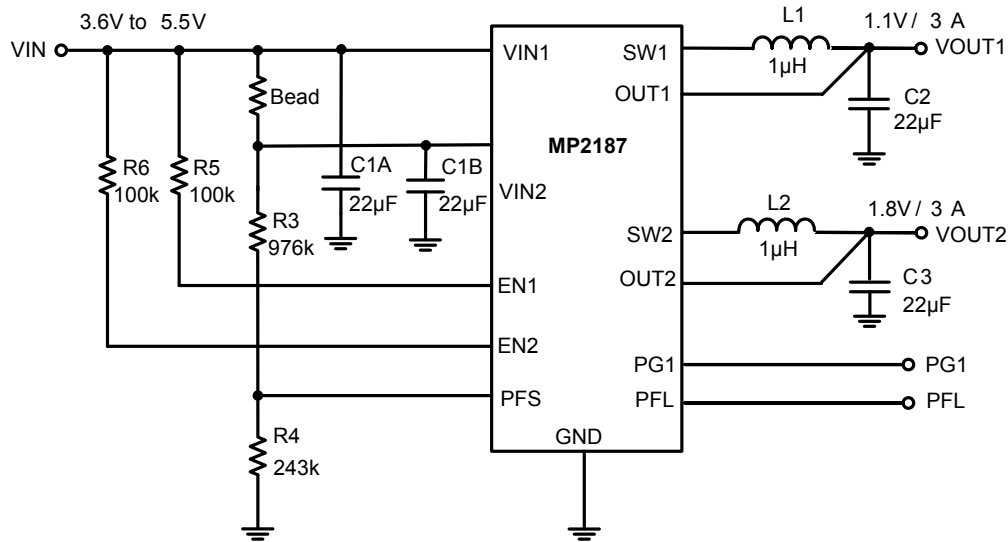 3.6V to 5.5V
VIN
R6
100k
R5
100k
Bead
R3
976k
C1A
22µF
C1B
22µF
R4
243k
VIN1
VIN2
EN1
EN2
PFS
MP2187
GND
SW1
OUT1
SW2
OUT2
PG1
PFL
L1
1µH
1.1V / 3 A
VOUT1
C2
22µF
L2
1µH
1.8V / 3 A
VOUT2
C3
22µF
PG1
PFL